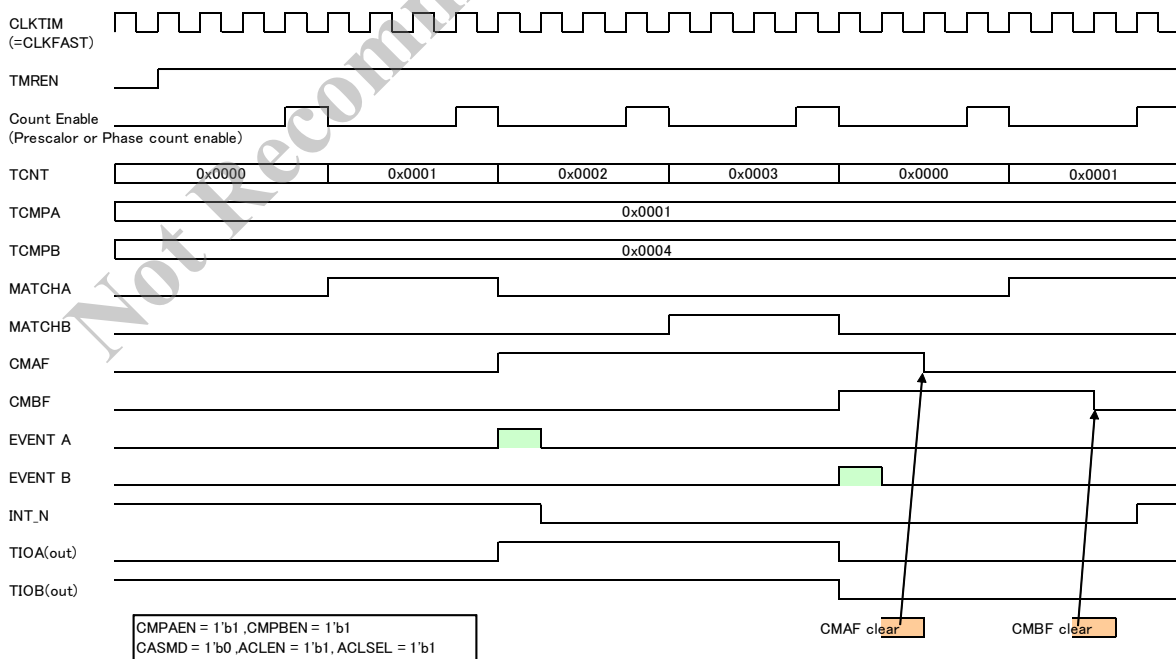 CLKTIM
(=CLKFAST)
TMREN
Count Enable
(Prescalor or Phase count enable)
TCNT 0x0000 0x0001 0x0002 0x0003 0x0000 0x0001
TCMPA 0x0001
TCMPB 0x0004
MATCHA
MATCHB
CMAF
CMBF
EVENT A
EVENT B
INT_N
TIOA(out)
TIOB(out)
CMPAEN = 1'b1 ,CMPBEN = 1'b1
CASMD = 1'b0 ,ACLEN = 1'b1, ACLSEL = 1'b1
CMAF clear CMBF clear
Not